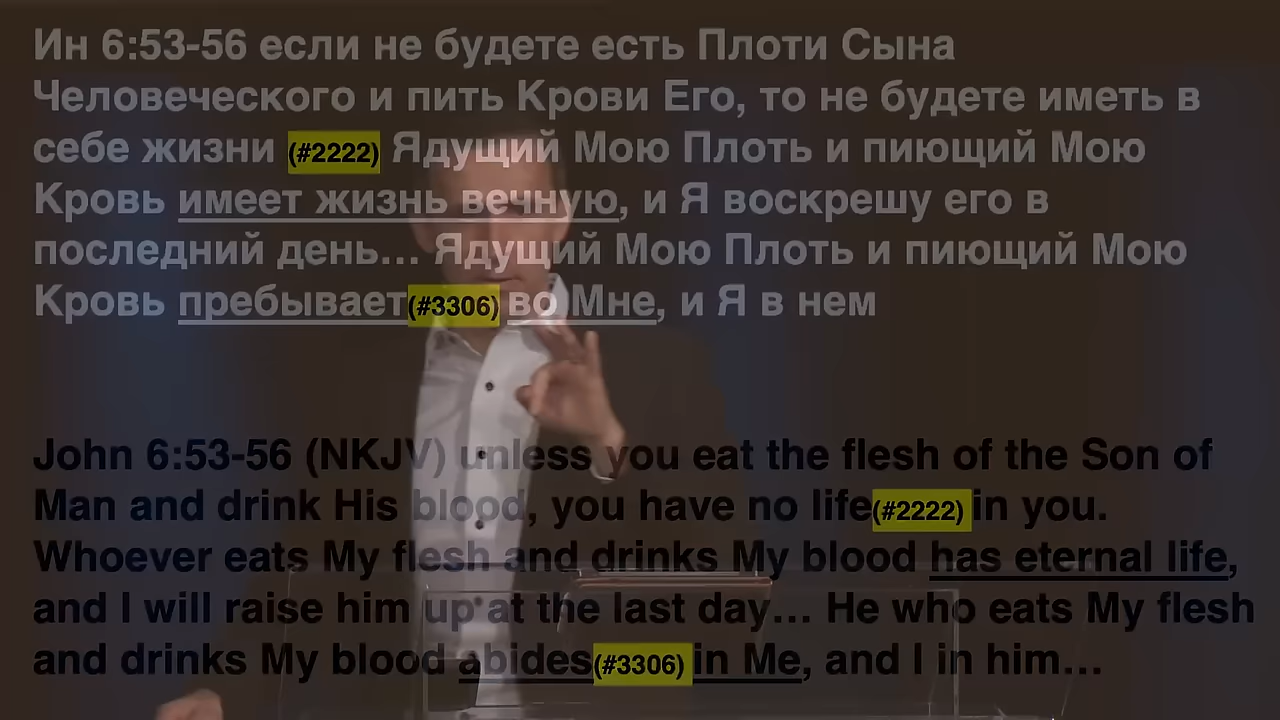 Ин 6:53-56 если не будете есть Плоти Сына
Человеческого и пить Крови Его, то не будете иметь в
себе жизни (#2222) Ядущий Мою Плоть и пиющий Мою
Кровь имеет жизнь вечную, и Я воскрешу его в
последний день... Ядущий Мою Плоть и пиющий Мою
Кровь пребывает(#3306) во Мне, и Я в нем
John 6:53-56 (NKJV) unless you eat the flesh of the Son of
Man and drink His blood, you have no life(#2222) in you.
Whoever eats My flesh and drinks My blood has eternal life,
and I will raise him up at the last day... He who eats My flesh
and drinks My blood abides(#3306) in Me, and I in him...